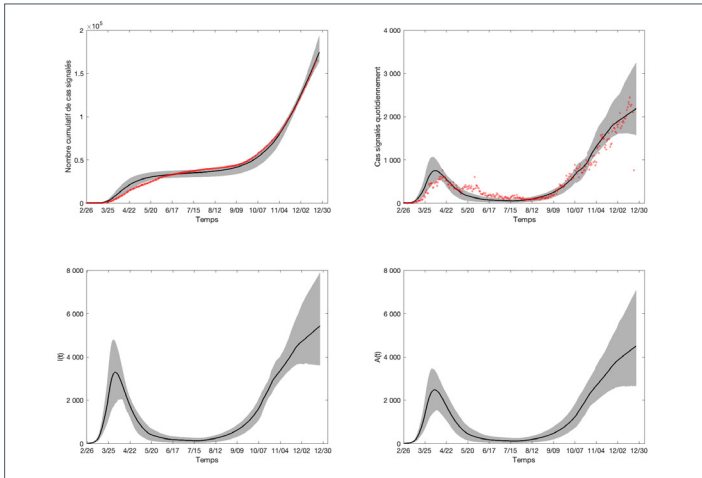 × 10⁵
2
1.5
1
0.5
0
Nombre cumulatif de cas signalés
2/26 3/25 4/22 5/20 6/17 7/15 8/12 9/09 10/07 11/04 12/02 12/30
Temps
4 000
3 000
2 000
1 000
0
Cas signalés quotidiennement
2/26 3/25 4/22 5/20 6/17 7/15 8/12 9/09 10/07 11/04 12/02 12/30
Temps
8 000
6 000
4 000
2 000
0
I(t)
2/26 3/25 4/22 5/20 6/17 7/15 8/12 9/09 10/07 11/04 12/02 12/30
Temps
8 000
6 000
4 000
2 000
0
A(t)
2/26 3/25 4/22 5/20 6/17 7/15 8/12 9/09 10/07 11/04 12/02 12/30
Temps